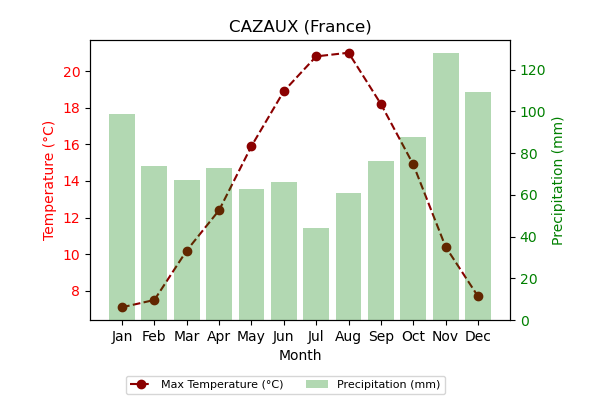 CAZAUX (France)
Temperature (°C)
20
18
16
14
12
10
8
120
100
80
60
40
20
0
Precipitation (mm)
Jan Feb Mar Apr May Jun Jul Aug Sep Oct Nov Dec
Month
Max Temperature (°C) Precipitation (mm)